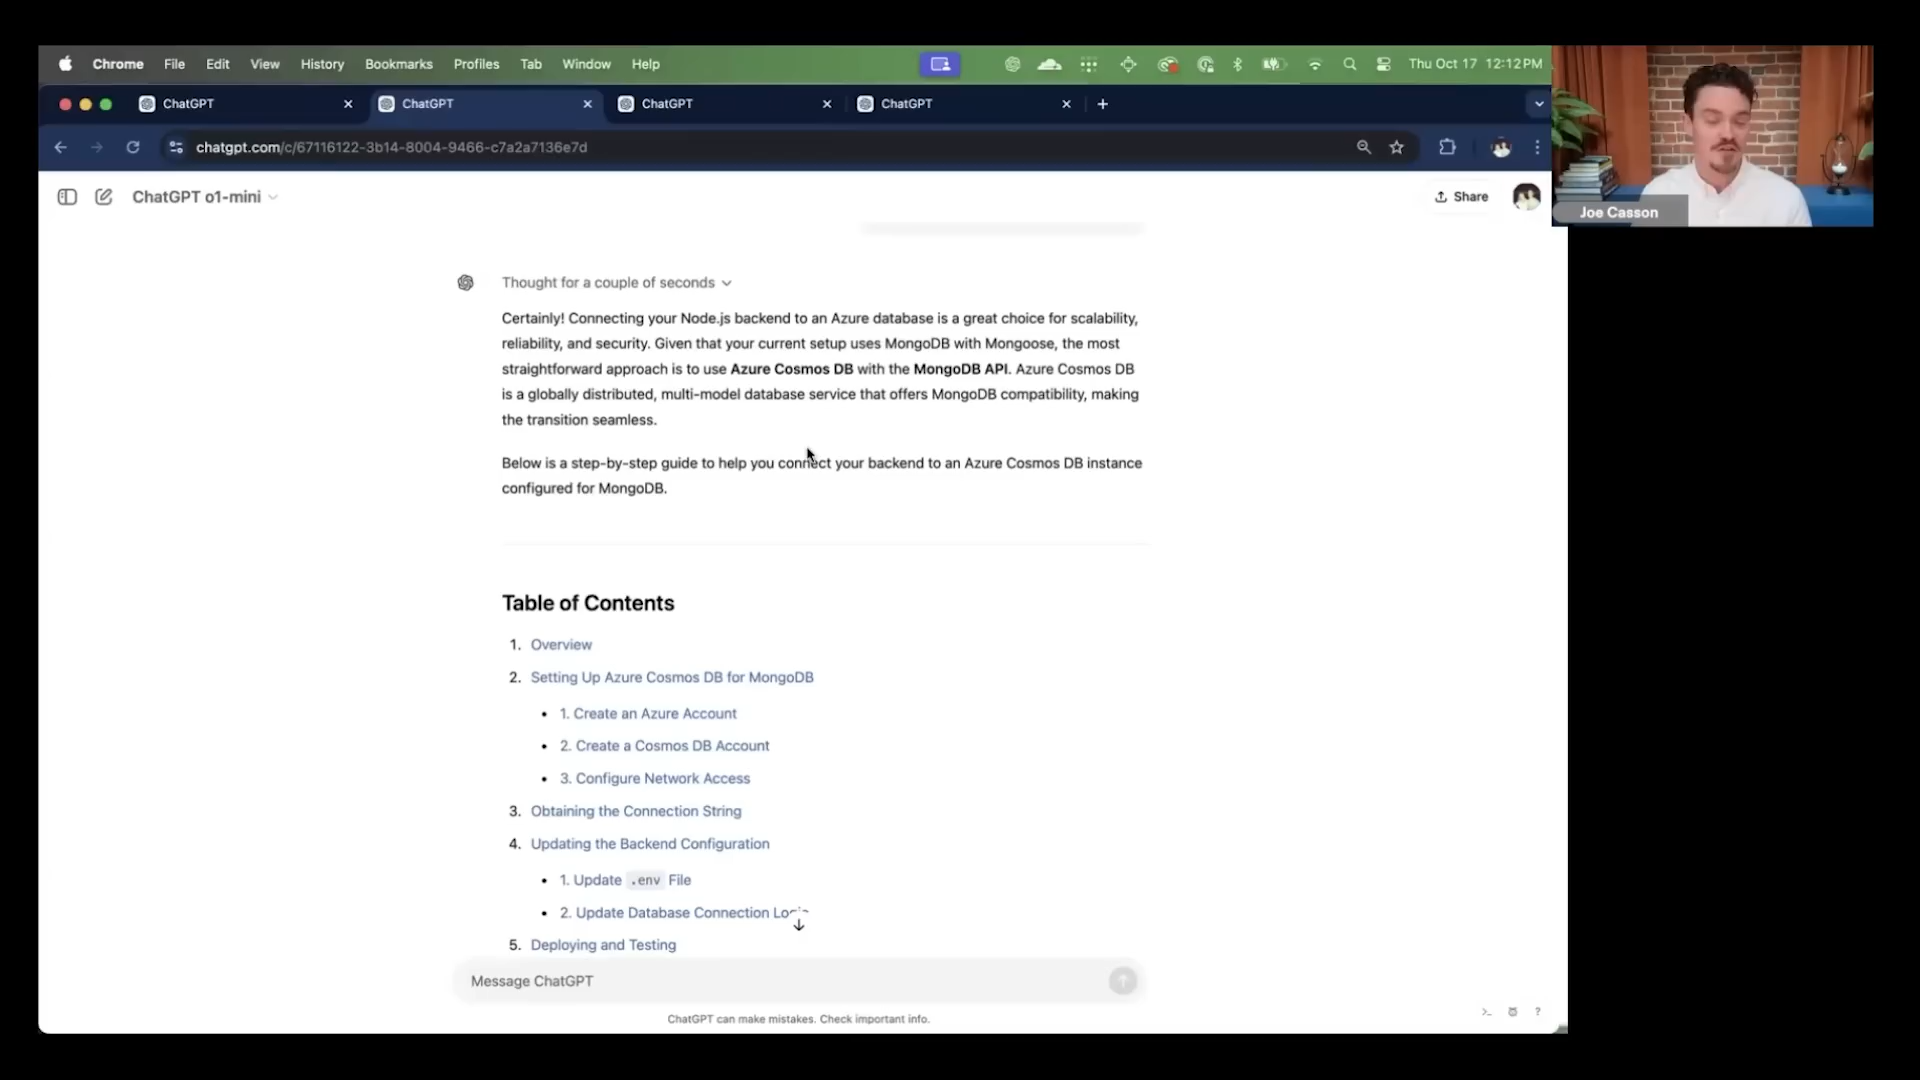 Chrome File Edit View History Bookmarks Profiles Tab Window Help Thu Oct 17 12:12 PM
ChatGPT ChatGPT ChatGPT ChatGPT
chatgpt.com/c/67116122-3b14-8004-9466-c7a2a7136e7d
ChatGPT o1-mini
Share
Joe Casson
Thought for a couple of seconds
Certainly! Connecting your Node.js backend to an Azure database is a great choice for scalability,
reliability, and security. Given that your current setup uses MongoDB with Mongoose, the most
straightforward approach is to use Azure Cosmos DB with the MongoDB API. Azure Cosmos DB
is a globally distributed, multi-model database service that offers MongoDB compatibility, making
the transition seamless.
Below is a step-by-step guide to help you connect your backend to an Azure Cosmos DB instance
configured for MongoDB.
Table of Contents
1. Overview
2. Setting Up Azure Cosmos DB for MongoDB
• 1. Create an Azure Account
• 2. Create a Cosmos DB Account
• 3. Configure Network Access
3. Obtaining the Connection String
4. Updating the Backend Configuration
• 1. Update .env File
• 2. Update Database Connection
5. Deploying and Testing
Message ChatGPT
ChatGPT can make mistakes. Check important info.
?